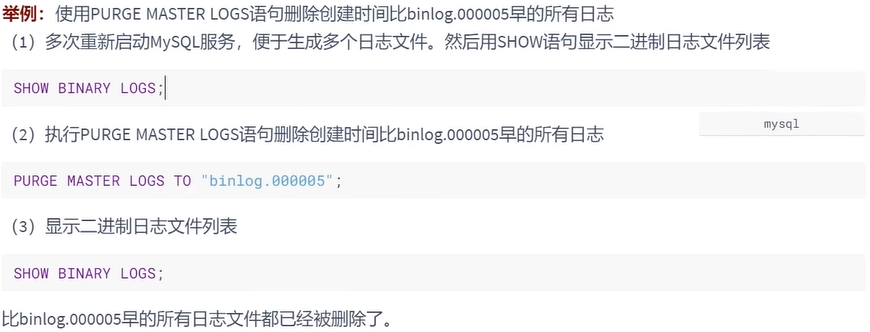 举例：使用PURGE MASTER LOGS语句删除创建时间比binlog.000005早的所有日志
（1）多次重新启动MySQL服务，便于生成多个日志文件。然后用SHOW语句显示二进制日志文件列表
SHOW BINARY LOGS;
（2）执行PURGE MASTER LOGS语句删除创建时间比binlog.000005早的所有日志
mysql
PURGE MASTER LOGS TO "binlog.000005";
（3）显示二进制日志文件列表
SHOW BINARY LOGS;
比binlog.000005早的所有日志文件都已经被删除了。